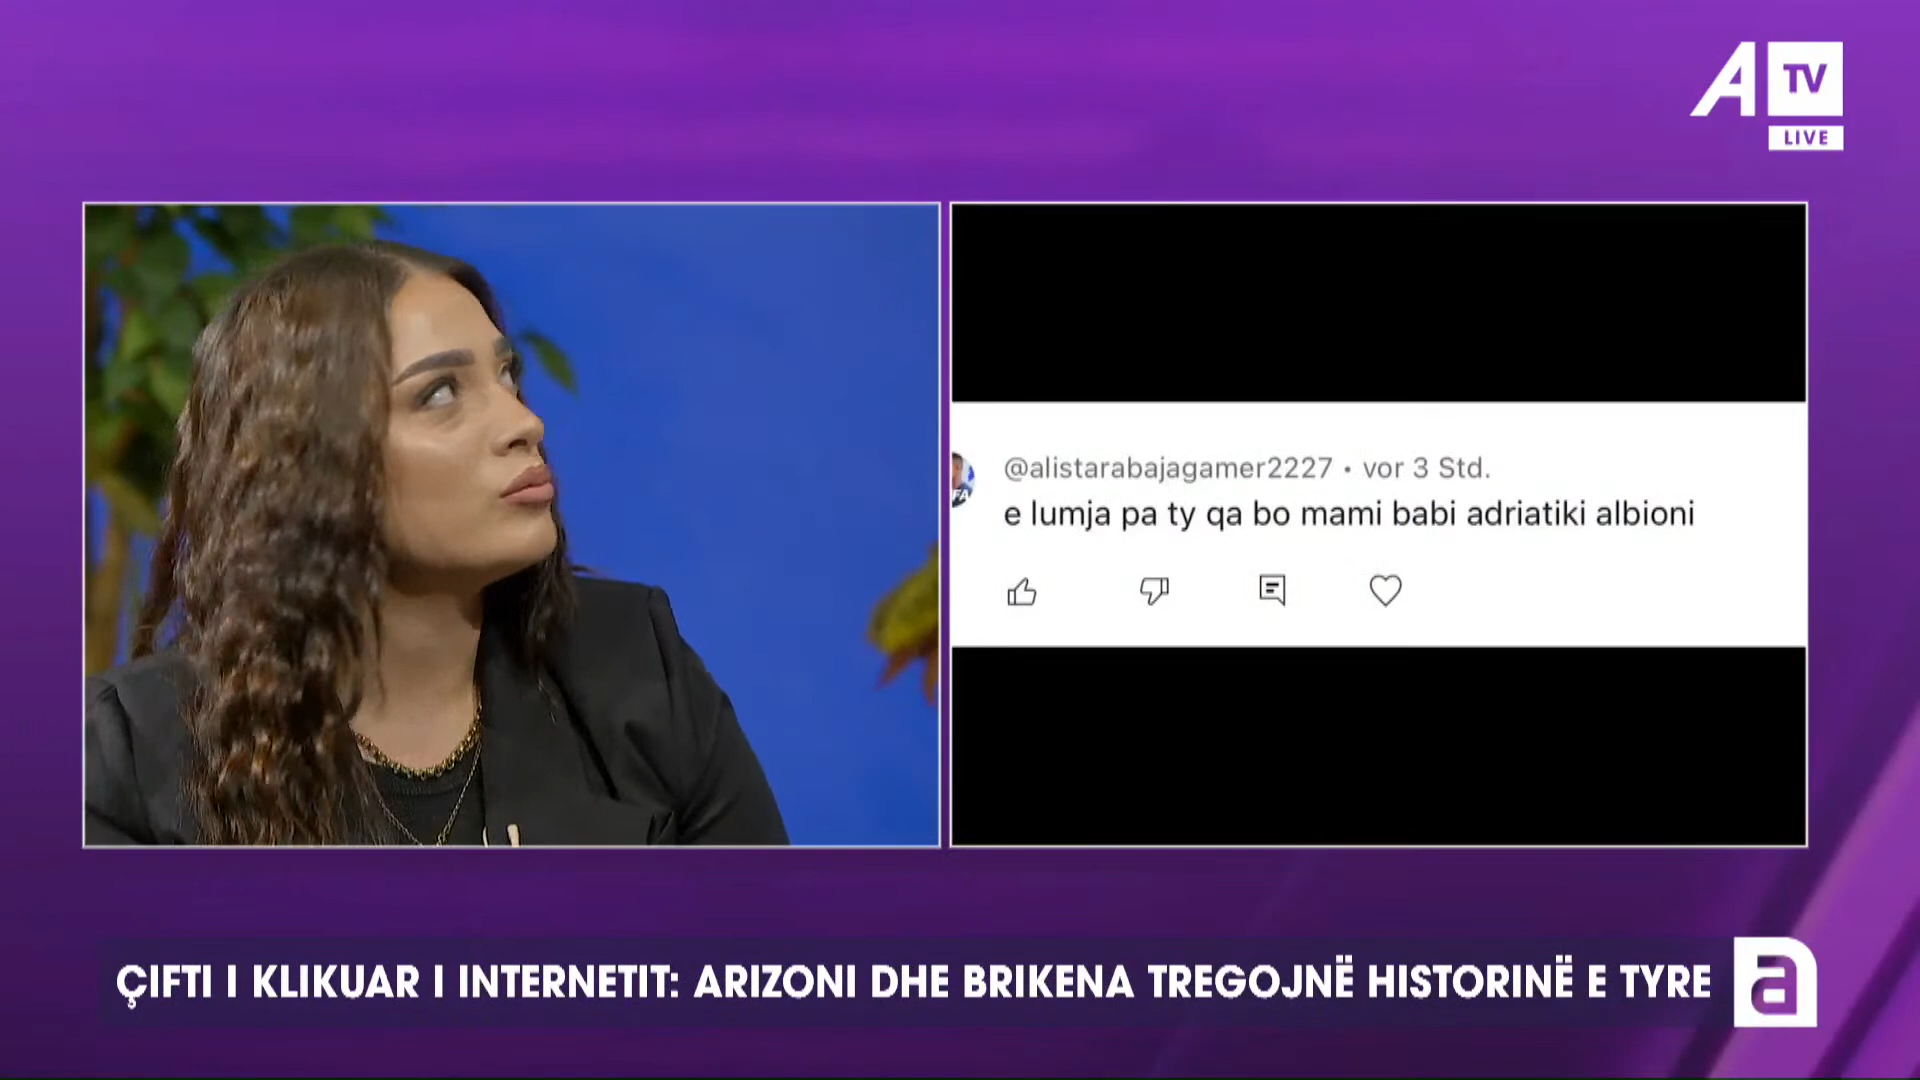 A TV
LIVE
@alistarabajagamer2227 • vor 3 Std.
e lumja pa ty qa bo mami babi adriatiki albioni
FA
ÇIFTI I KLIKUAR I INTERNETIT: ARIZONI DHE BRIKENA TREGOJNË HISTORINË E TYRE
a